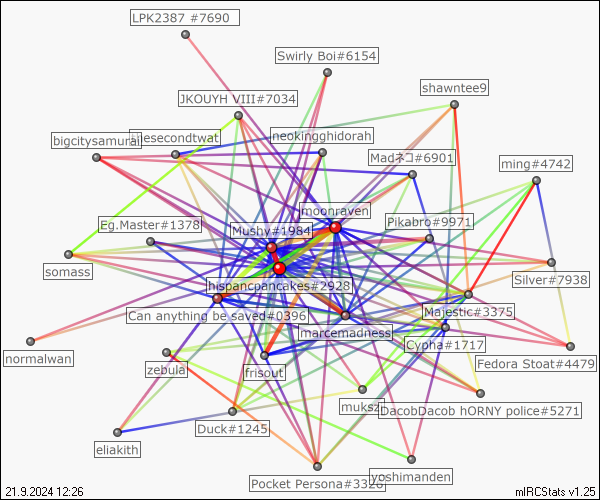 LPK2387 #7690
Swirly Boi#6154
shawntee9
JKOUYH VIII#7034
bigcitysamurai
inesecondtwat
neokingghidorah
Madネコ#6901
ming#4742
moonraven
Eg.Master#1378
Mushy#1984
Pikabro#9971
somass
hispancpancakes#2928
Silver#7938
Can anything be saved#0396
Majestic#3375
marcemadness
Cypha#1717
normalwan
zebula
frisout
Fedora Stoat#4479
muksz
DacobDacob hORNY police#5271
Duck#1245
eliakith
Pocket Persona#3326
yoshimanden
21.9.2024 12:26
mIRCStats v1.25